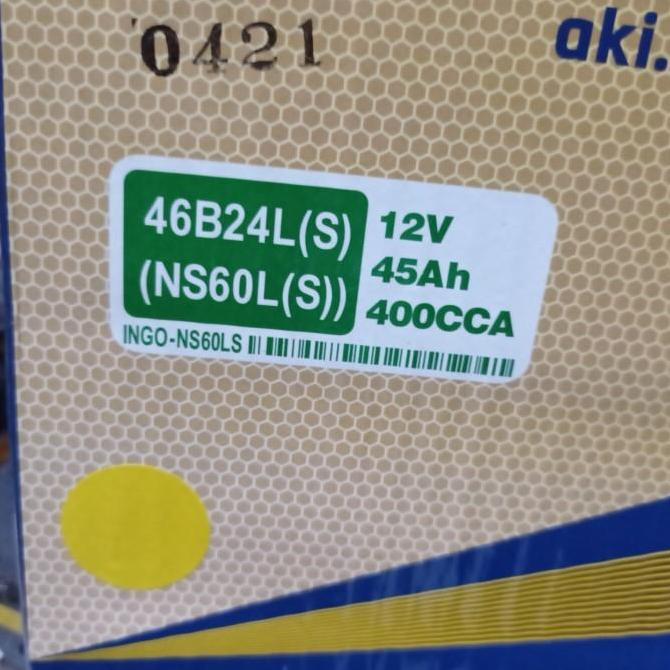 0421
aki.
46B24L(S)
(NS60L(S))
12V
45Ah
400CCA
INGO-NS60LS